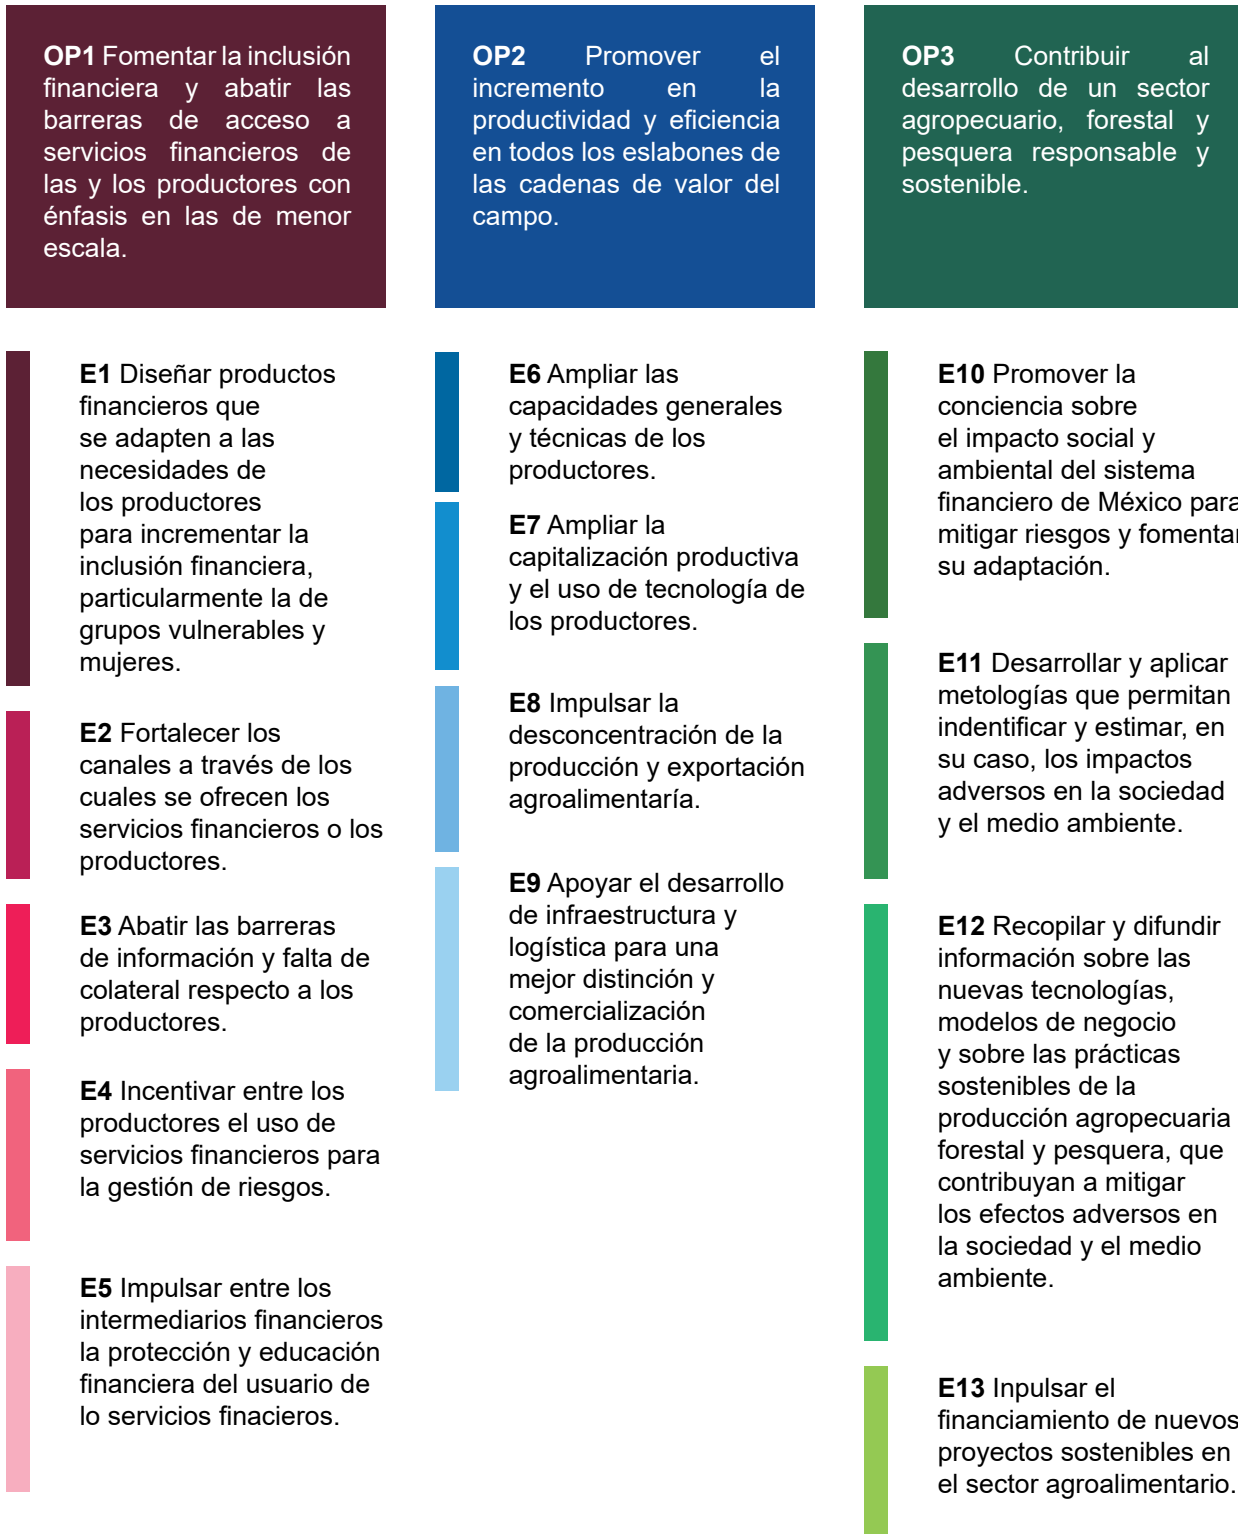 OP1 Fomentar la inclusión
financiera y abatir las
barreras de acceso a
servicios financieros de
las y los productores con
énfasis en las de menor
escala.
E1 Diseñar productos
financieros que
se adapten a las
necesidades de
los productores
para incrementar la
inclusión financiera,
particularmente la de
grupos vulnerables y
mujeres.
E2 Fortalecer los
canales a través de los
cuales se ofrecen los
servicios financieros o los
productores.
E3 Abatir las barreras
de información y falta de
colateral respecto a los
productores.
E4 Incentivar entre los
productores el uso de
servicios financieros para
la gestión de riesgos.
E5 Impulsar entre los
intermediarios financieros
la protección y educación
financiera del usuario de
lo servicios finacieros.
OP2 Promover el
incremento en la
productividad y eficiencia
en todos los eslabones de
las cadenas de valor del
campo.
E6 Ampliar las
capacidades generales
y técnicas de los
productores.
E7 Ampliar la
capitalización productiva
y el uso de tecnología de
los productores.
E8 Impulsar la
desconcentración de la
producción y exportación
agroalimentaría.
E9 Apoyar el desarrollo
de infraestructura y
logística para una
mejor distinción y
comercialización
de la producción
agroalimentaria.
OP3 Contribuir al
desarrollo de un sector
agropecuario, forestal y
pesquera responsable y
sostenible.
E10 Promover la
conciencia sobre
el impacto social y
ambiental del sistema
financiero de México para
mitigar riesgos y fomentar
su adaptación.
E11 Desarrollar y aplicar
metologías que permitan
indentificar y estimar, en
su caso, los impactos
adversos en la sociedad
y el medio ambiente.
E12 Recopilar y difundir
información sobre las
nuevas tecnologías,
modelos de negocio
y sobre las prácticas
sostenibles de la
producción agropecuaria
forestal y pesquera, que
contribuyan a mitigar
los efectos adversos en
la sociedad y el medio
ambiente.
E13 Inpulsar el
financiamiento de nuevos
proyectos sostenibles en
el sector agroalimentario.